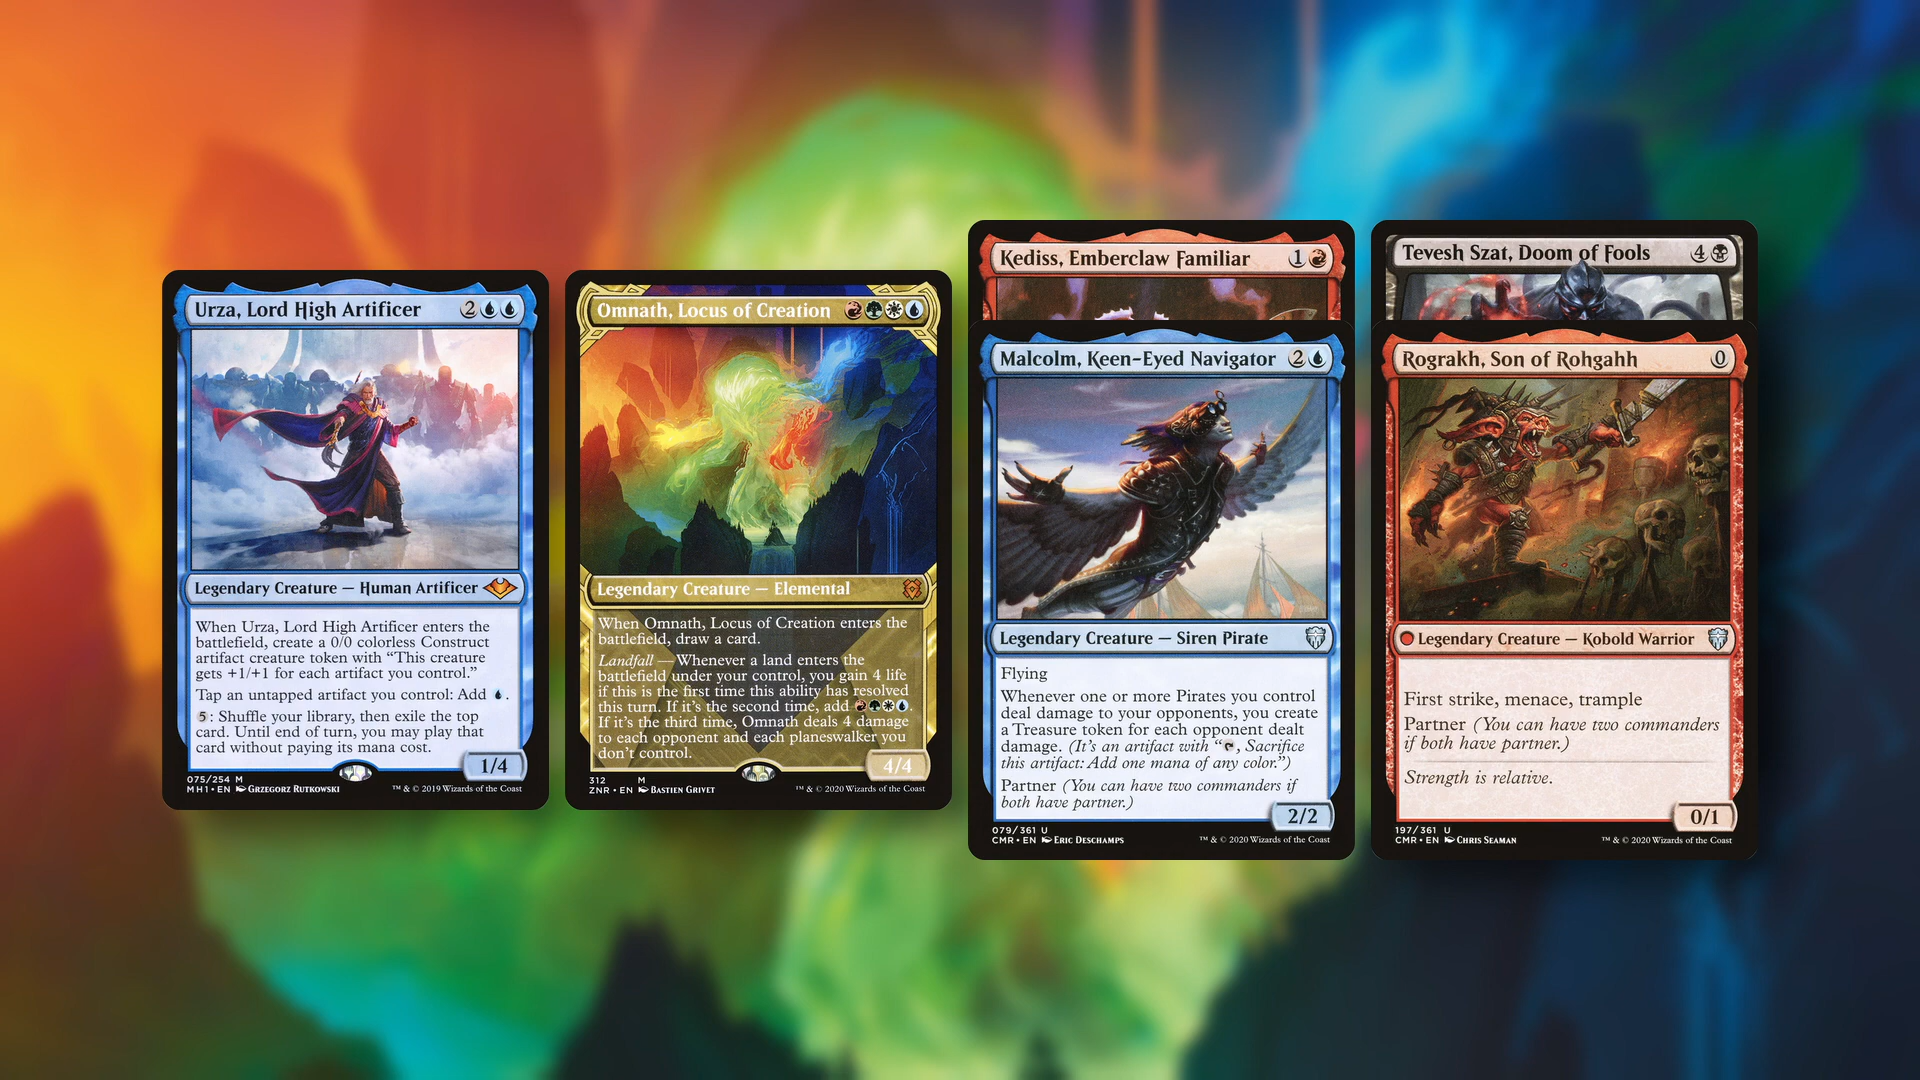 Urza, Lord High Artificer 2
Legendary Creature — Human Artificer
When Urza, Lord High Artificer enters the
battlefield, create a 0/0 colorless Construct
artifact creature token with “This creature
gets +1/+1 for each artifact you control.”
Tap an untapped artifact you control: Add .
5: Shuffle your library, then exile the top
card. Until end of turn, you may play that
card without paying its mana cost.
1/4
075/254 M
MH1 • EN Grzegorz Rutkowski
™ & © 2019 Wizards of the Coast
Omnath, Locus of Creation
Legendary Creature — Elemental
When Omnath, Locus of Creation enters the
battlefield, draw a card.
Landfall — Whenever a land enters the
battlefield under your control, you gain 4 life
if this is the first time this ability has resolved
this turn. If it’s the second time, add .
If it’s the third time, Omnath deals 4 damage
to each opponent and each planeswalker you
don’t control.
4/4
312 M
ZNR • EN Bastien Grivet
™ & © 2020 Wizards of the Coast
Kediss, Emberclaw Familiar 1
Malcolm, Keen-Eyed Navigator 2
Legendary Creature — Siren Pirate
Flying
Whenever one or more Pirates you control
deal damage to your opponents, you create
a Treasure token for each opponent dealt
damage. (It’s an artifact with “, Sacrifice
this artifact: Add one mana of any color.”)
Partner (You can have two commanders if
both have partner.)
2/2
079/361 U
CMR • EN Eric Deschamps
™ & © 2020 Wizards of the Coast
Tevesh Szat, Doom of Fools 4
Rograkh, Son of Rohgahh 0
Legendary Creature — Kobold Warrior
First strike, menace, trample
Partner (You can have two commanders
if both have partner.)
Strength is relative.
0/1
197/361 U
CMR • EN Chris Seaman
™ & © 2020 Wizards of the Coast